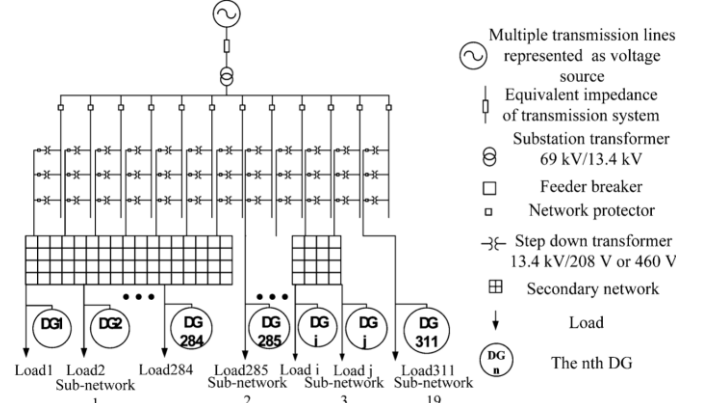 Multiple transmission lines
represented as voltage
source
Equivalent impedance
of transmission system
Substation transformer
69 kV/13.4 kV
Feeder breaker
Network protector
Step down transformer
13.4 kV/208 V or 460 V
Secondary network
Load
DG
n
The nth DG
DG1
DG2
DG
284
DG
285
DG
i
DG
j
DG
311
Load1
Load2
Load284
Load285
Load i
Load j
Load311
Sub-network
1
Sub-network
2
Sub-network
3
Sub-network
19